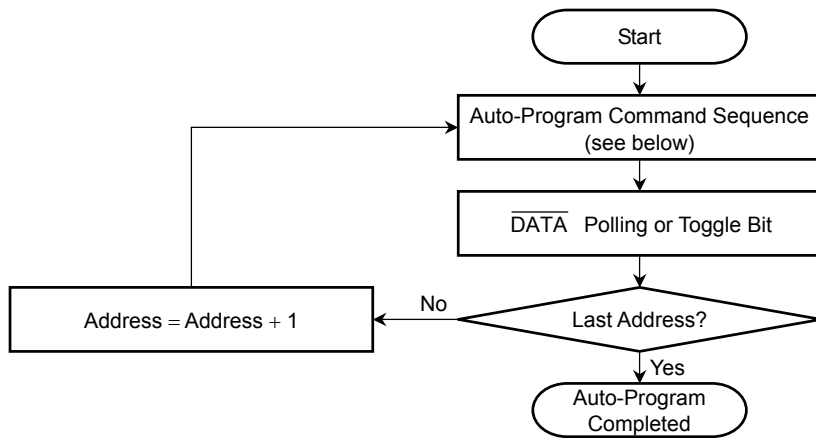 Start
Auto-Program Command Sequence
(see below)
DATA Polling or Toggle Bit
Last Address?
No
Address = Address + 1
Yes
Auto-Program
Completed